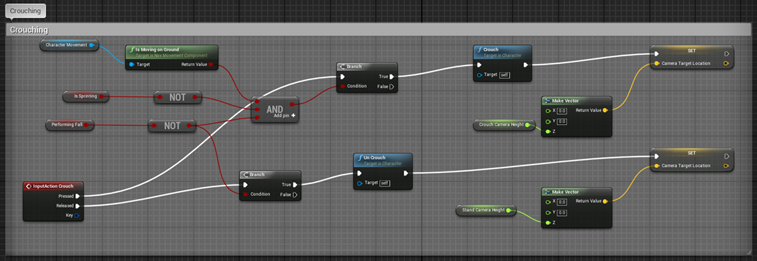 Crouching
Crouching
Character Movement
Is Moving on Ground
Target is Nav Movement Component
Target
Return Value
Is Sprinting
NOT
Performing Fall
NOT
AND
Add pin +
Branch
True
Condition
False
Crouch
Target is Character
Target self
SET
Camera Target Location
Make Vector
X 0.0
Return Value
Y 0.0
Z
Crouch Camera Height
InputAction Crouch
Pressed
Released
Key
Branch
True
Condition
False
Un Crouch
Target is Character
Target self
SET
Camera Target Location
Make Vector
X 0.0
Return Value
Y 0.0
Z
Stand Camera Height